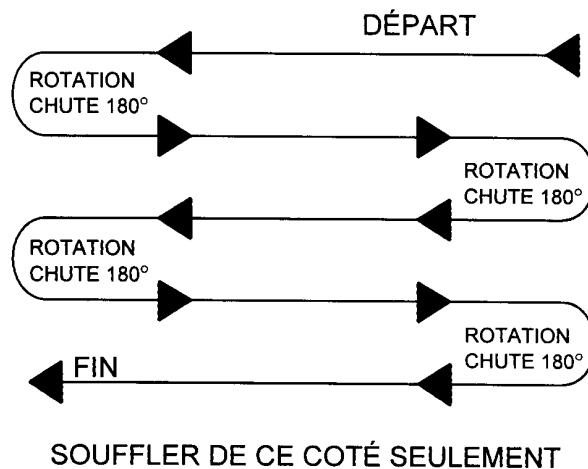 DÉPART
ROTATION
CHUTE 180°
ROTATION
CHUTE 180°
ROTATION
CHUTE 180°
ROTATION
CHUTE 180°
FIN
SOUFFLER DE CE COTÉ SEULEMENT